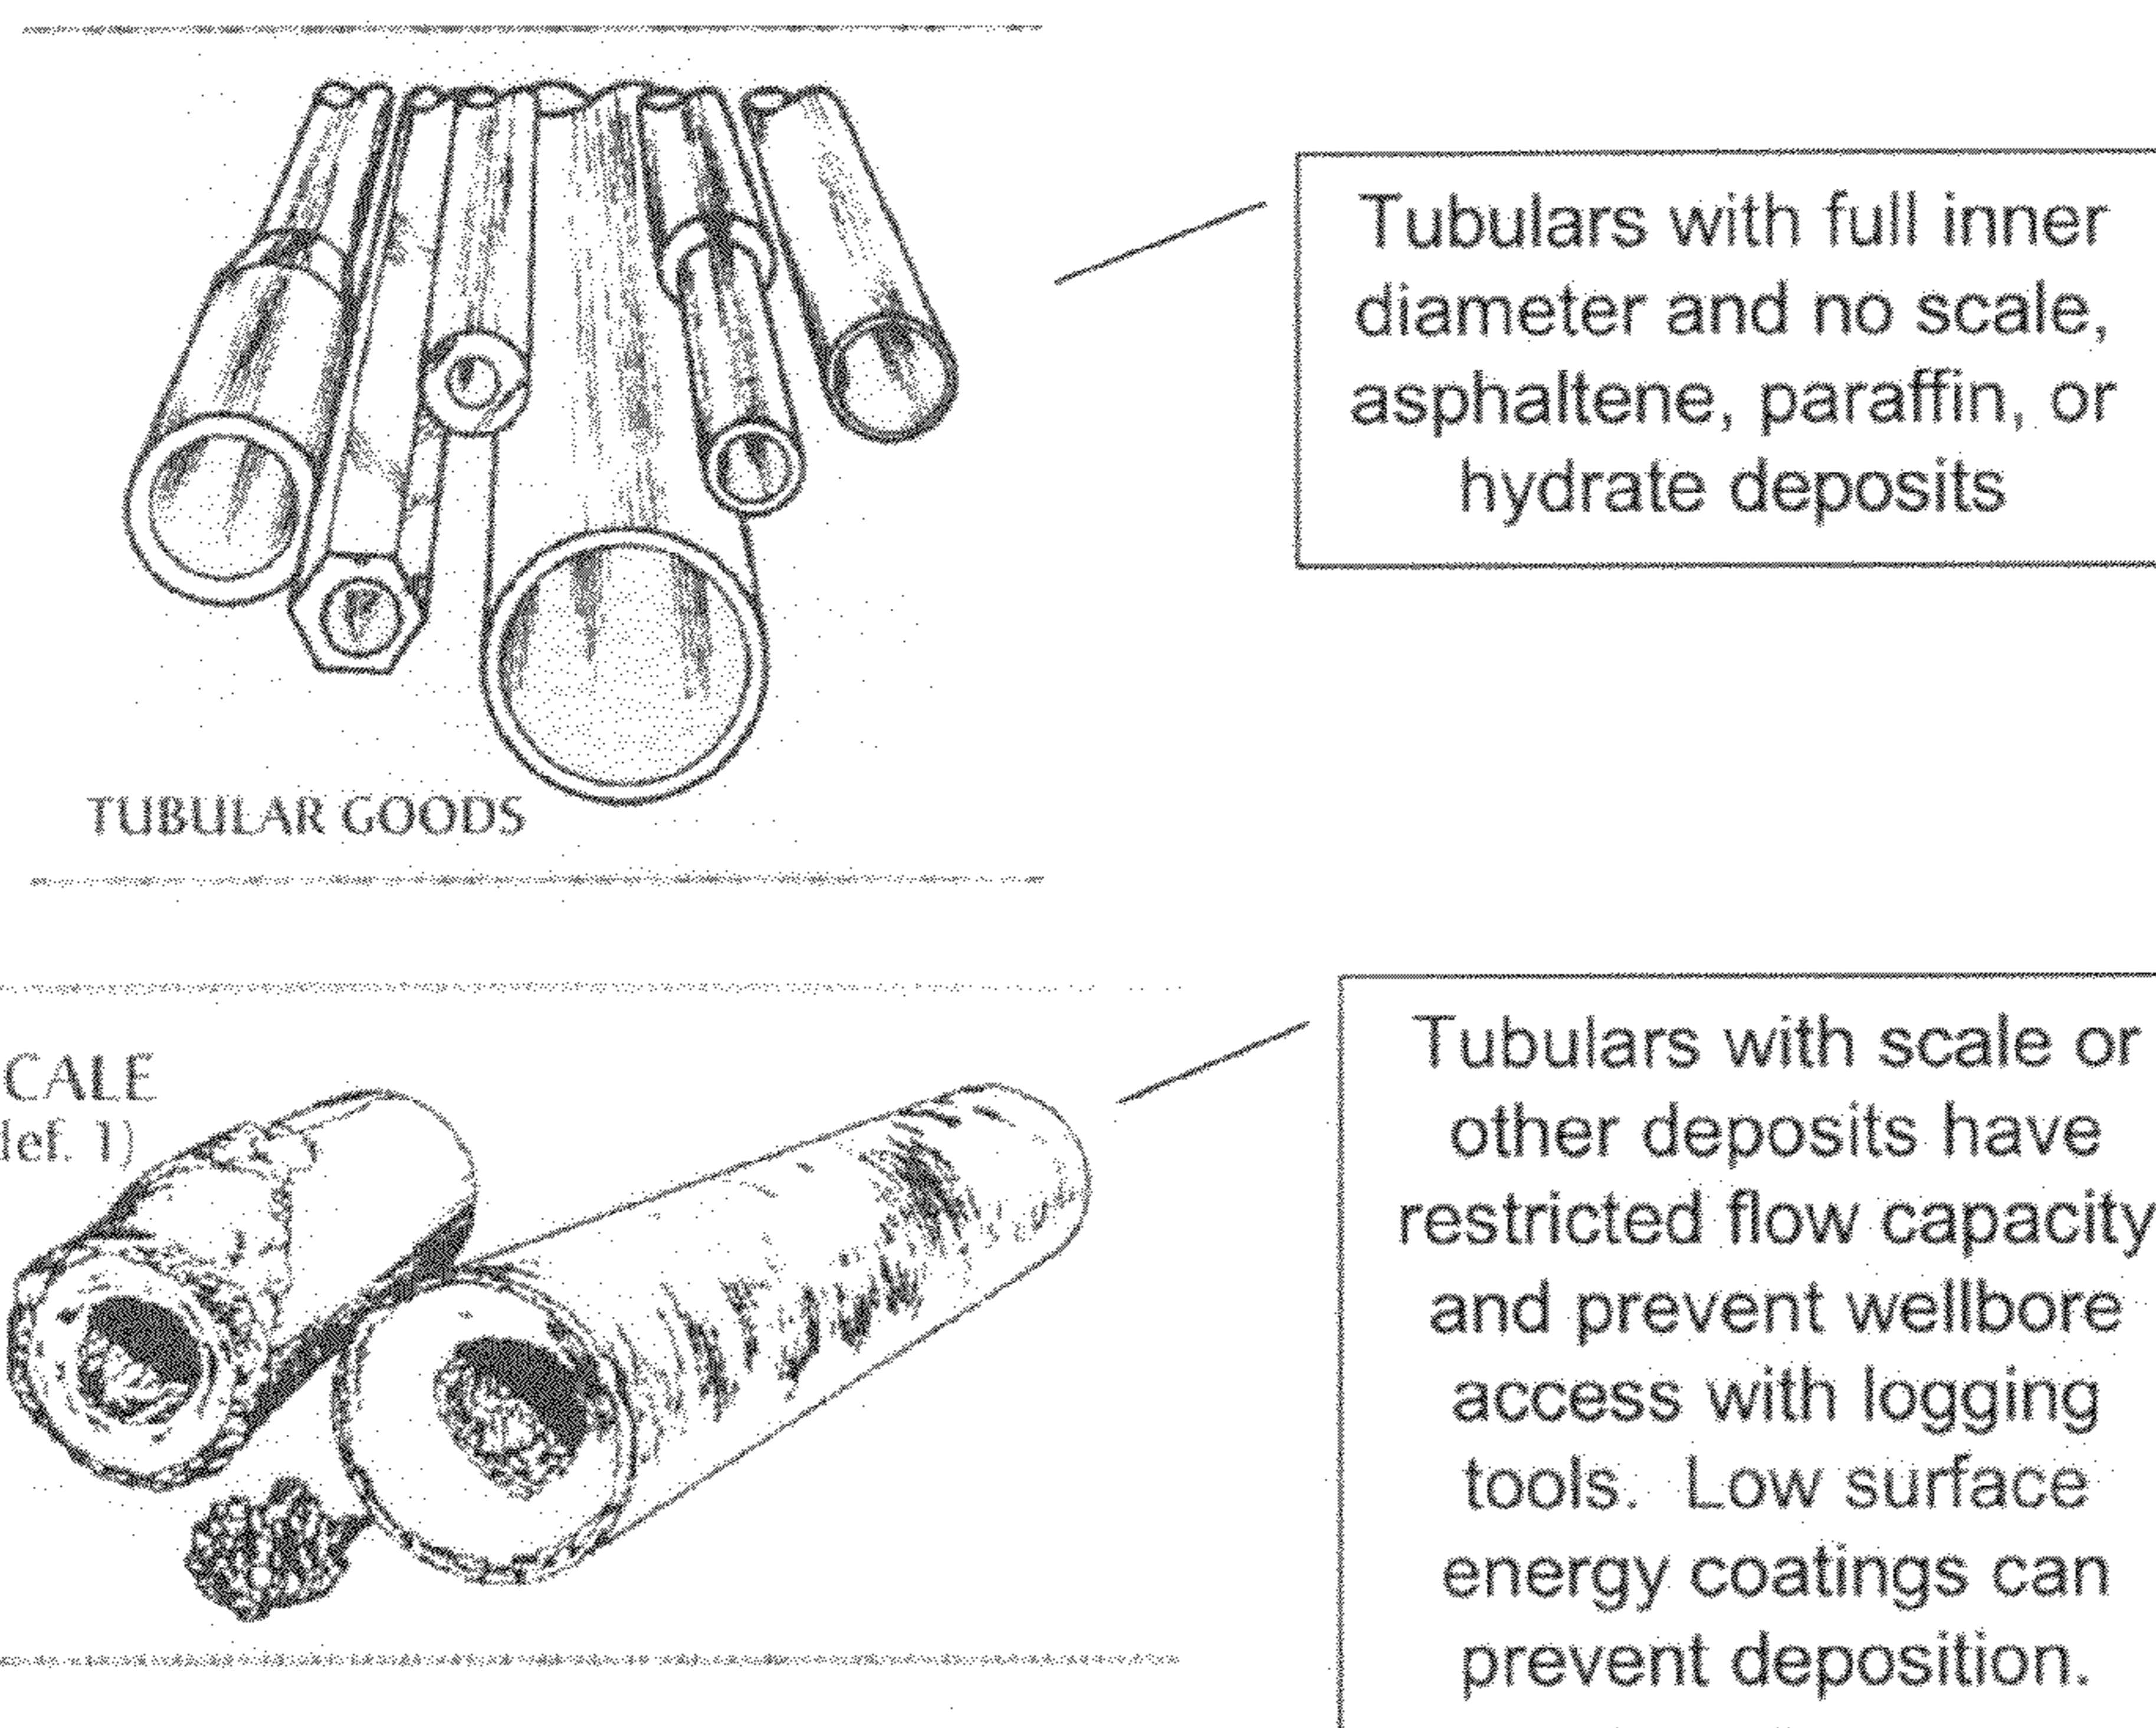 Tubulars with full inner
diameter and no scale,
asphaltene, paraffin, or
hydrate deposits
TUBULAR GOODS
CALE
def. 1)
Tubulars with scale or
other deposits have
restricted flow capacity
and prevent wellbore
access with logging
tools. Low surface
energy coatings can
prevent deposition.